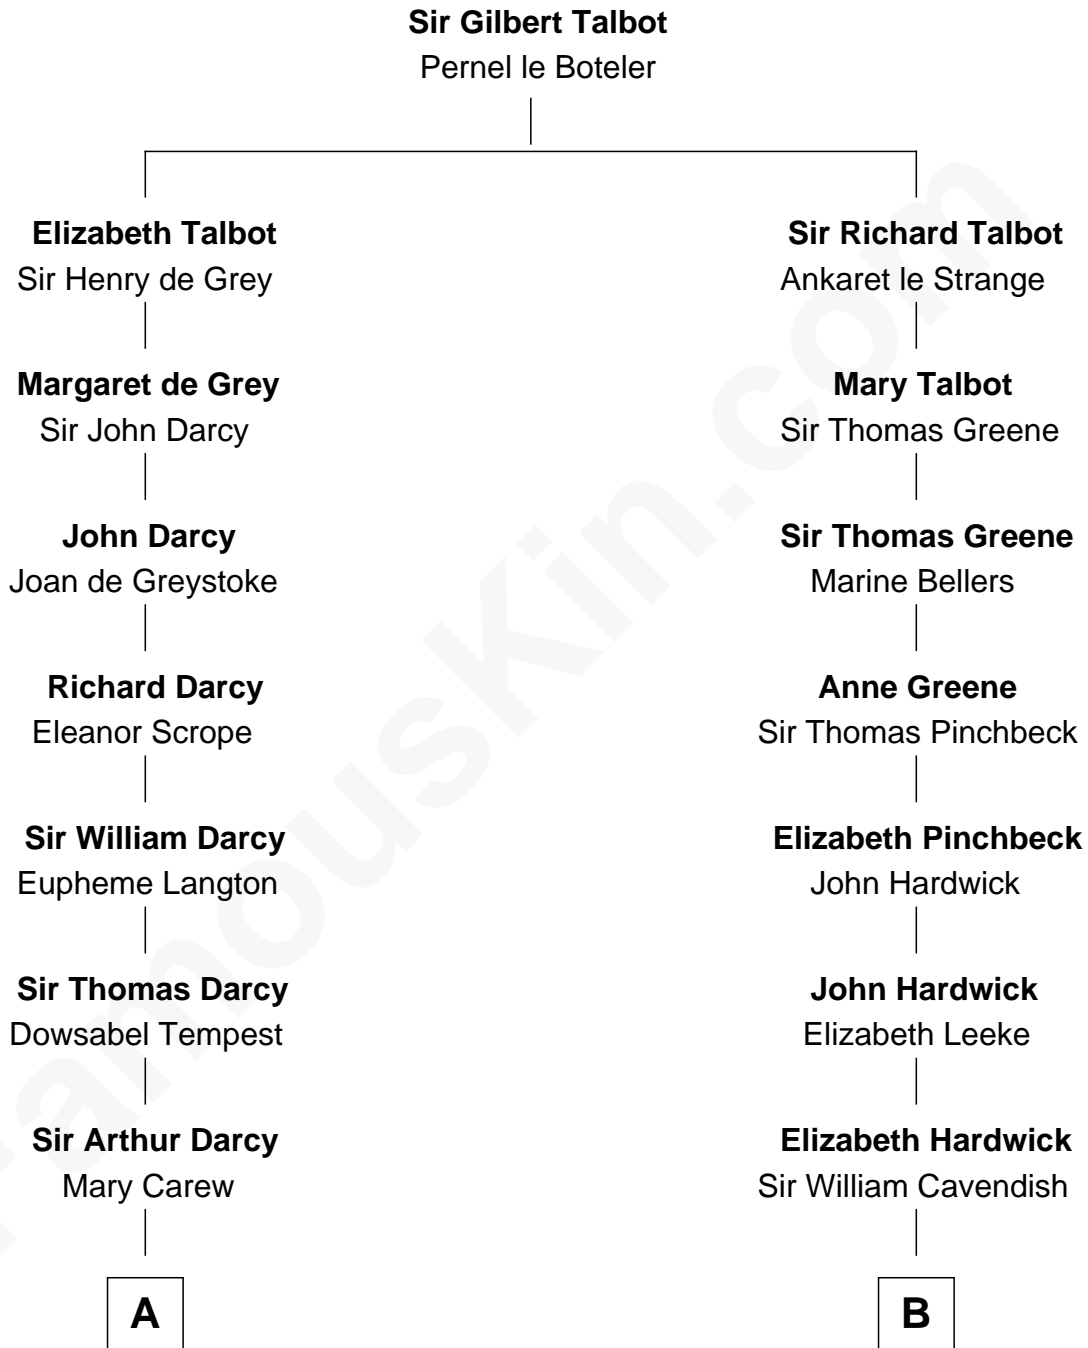 Sir Gilbert Talbot
Pernel le Boteler
Elizabeth Talbot
Sir Henry de Grey
Sir Richard Talbot
Ankaret le Strange
Margaret de Grey
Sir John Darcy
Mary Talbot
Sir Thomas Greene
John Darcy
Joan de Greystoke
Sir Thomas Greene
Marine Bellers
Richard Darcy
Eleanor Scrope
Anne Greene
Sir Thomas Pinchbeck
Sir William Darcy
Eupheme Langton
Elizabeth Pinchbeck
John Hardwick
Sir Thomas Darcy
Dowsabel Tempest
John Hardwick
Elizabeth Leeke
Sir Arthur Darcy
Mary Carew
Elizabeth Hardwick
Sir William Cavendish
A
B
FamousKin.com